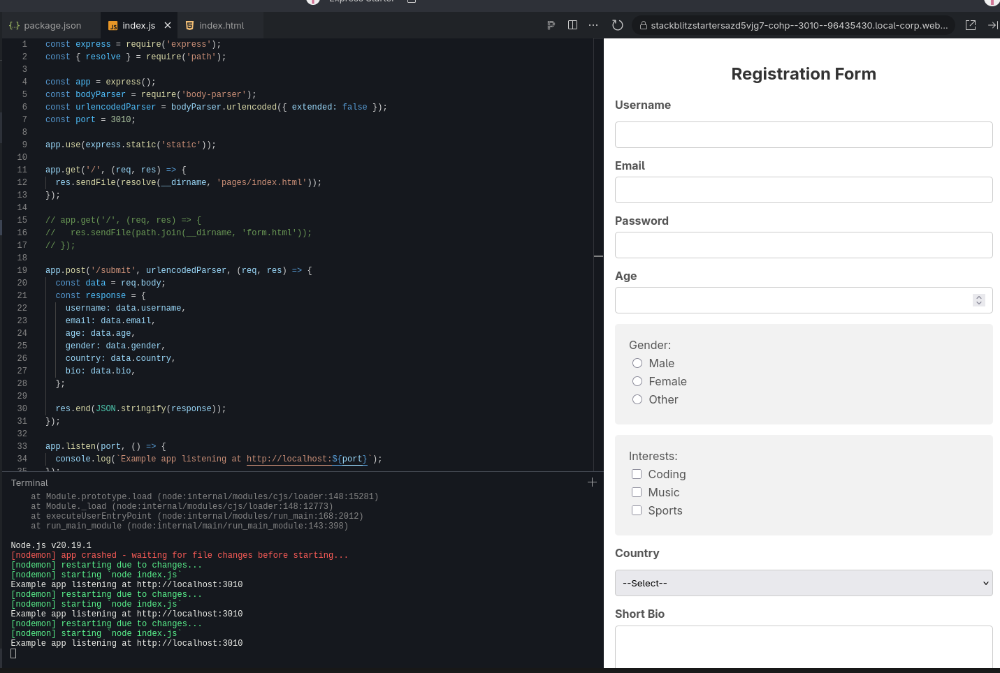 Express Starter
package.json
index.js
index.html
stackblitzstartersazd5vjg7-cohp--3010--96435430.local-corp.web...
1 const express = require('express');
2 const { resolve } = require('path');
3
4 const app = express();
5 const bodyParser = require('body-parser');
6 const urlencodedParser = bodyParser.urlencoded({ extended: false });
7 const port = 3010;
8
9 app.use(express.static('static'));
10
11 app.get('/', (req, res) => {
12 res.sendFile(resolve(__dirname, 'pages/index.html'));
13 });
14
15 // app.get('/', (req, res) => {
16 //   res.sendFile(path.join(__dirname, 'form.html'));
17 // });
18
19 app.post('/submit', urlencodedParser, (req, res) => {
20 const data = req.body;
21 const response = {
22 username: data.username,
23 email: data.email,
24 age: data.age,
25 gender: data.gender,
26 country: data.country,
27 bio: data.bio,
28 };
29
30 res.end(JSON.stringify(response));
31 });
32
33 app.listen(port, () => {
34 console.log(`Example app listening at http://localhost:${port}`);
35 });
Terminal
at Module.prototype.load (node:internal/modules/cjs/loader:148:15281)
at Module._load (node:internal/modules/cjs/loader:148:12773)
at executeUserEntryPoint (node:internal/modules/run_main:168:2012)
at run_main_module (node:internal/main/run_main_module:143:398)
Node.js v20.19.1
[nodemon] app crashed - waiting for file changes before starting...
[nodemon] restarting due to changes...
[nodemon] starting `node index.js`
Example app listening at http://localhost:3010
[nodemon] restarting due to changes...
[nodemon] starting `node index.js`
Example app listening at http://localhost:3010
[nodemon] restarting due to changes...
[nodemon] starting `node index.js`
Example app listening at http://localhost:3010
Registration Form
Username
Email
Password
Age
Gender:
Male
Female
Other
Interests:
Coding
Music
Sports
Country
--Select--
Short Bio